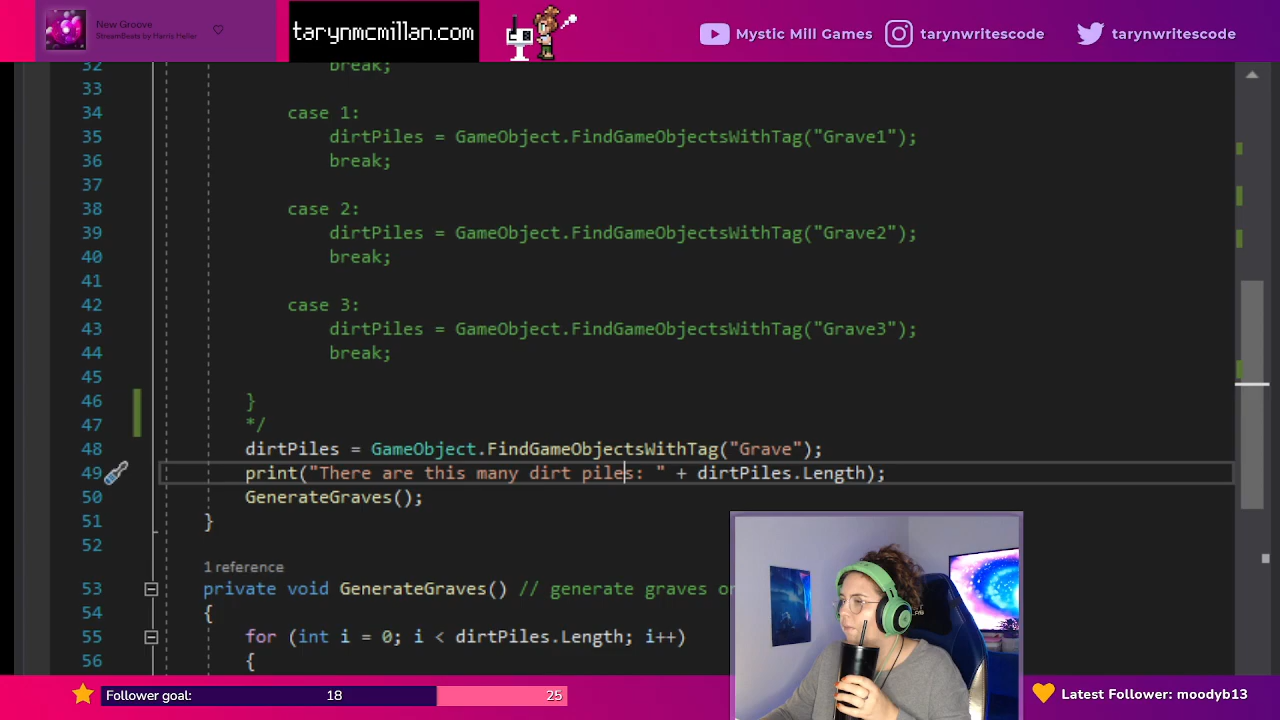 New Groove
StreamBeats by Harris Heller
tarynmcmillan.com
Mystic Mill Games
tarynwritescode
tarynwritescode
32 break;
33
34 case 1:
35 dirtPiles = GameObject.FindGameObjectsWithTag("Grave1");
36 break;
37
38 case 2:
39 dirtPiles = GameObject.FindGameObjectsWithTag("Grave2");
40 break;
41
42 case 3:
43 dirtPiles = GameObject.FindGameObjectsWithTag("Grave3");
44 break;
45
46 }
47 */
48 dirtPiles = GameObject.FindGameObjectsWithTag("Grave");
49 print("There are this many dirt piles: " + dirtPiles.Length);
50 GenerateGraves();
51 }
52
1 reference
53 private void GenerateGraves() // generate graves
54 {
55 for (int i = 0; i < dirtPiles.Length; i++)
56 {
Follower goal: 18 25
Latest Follower: moodyb13